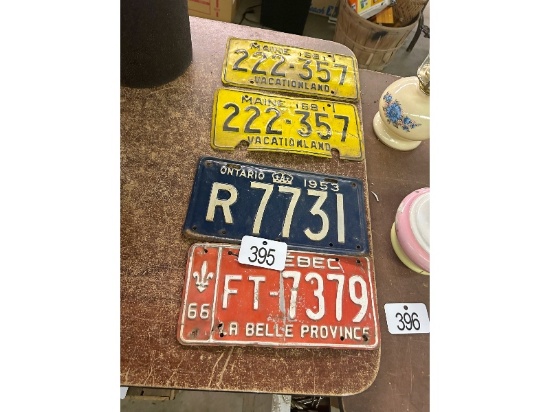 MAINE 68
222-357
VACATIONLAND
MAINE 68
222-357
VACATIONLAND
ONTARIO 1953
R7731
395
EBEC
66 FT-7379
LA BELLE PROVINCE
396